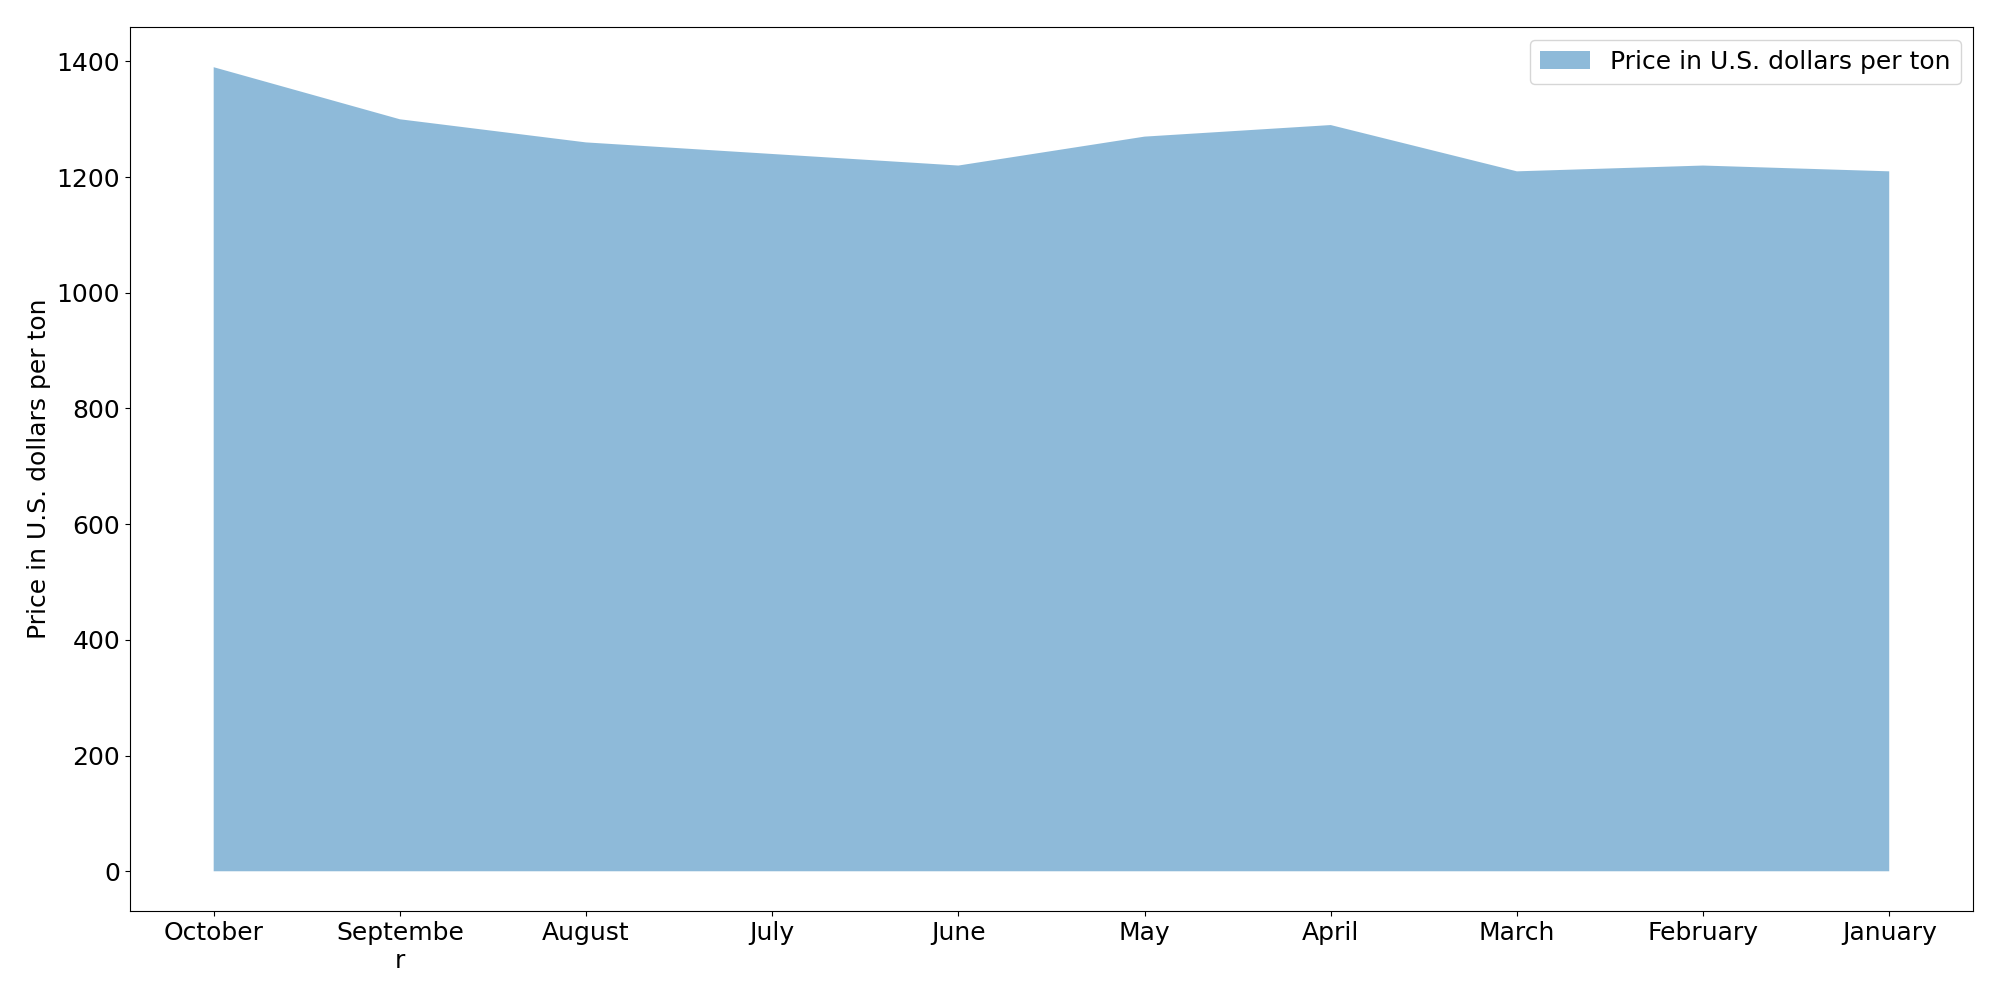 Price in U.S. dollars per ton
1400
1200
1000
800
600
400
200
0
Price in U.S. dollars per ton
October
Septembe
r
August
July
June
May
April
March
February
January